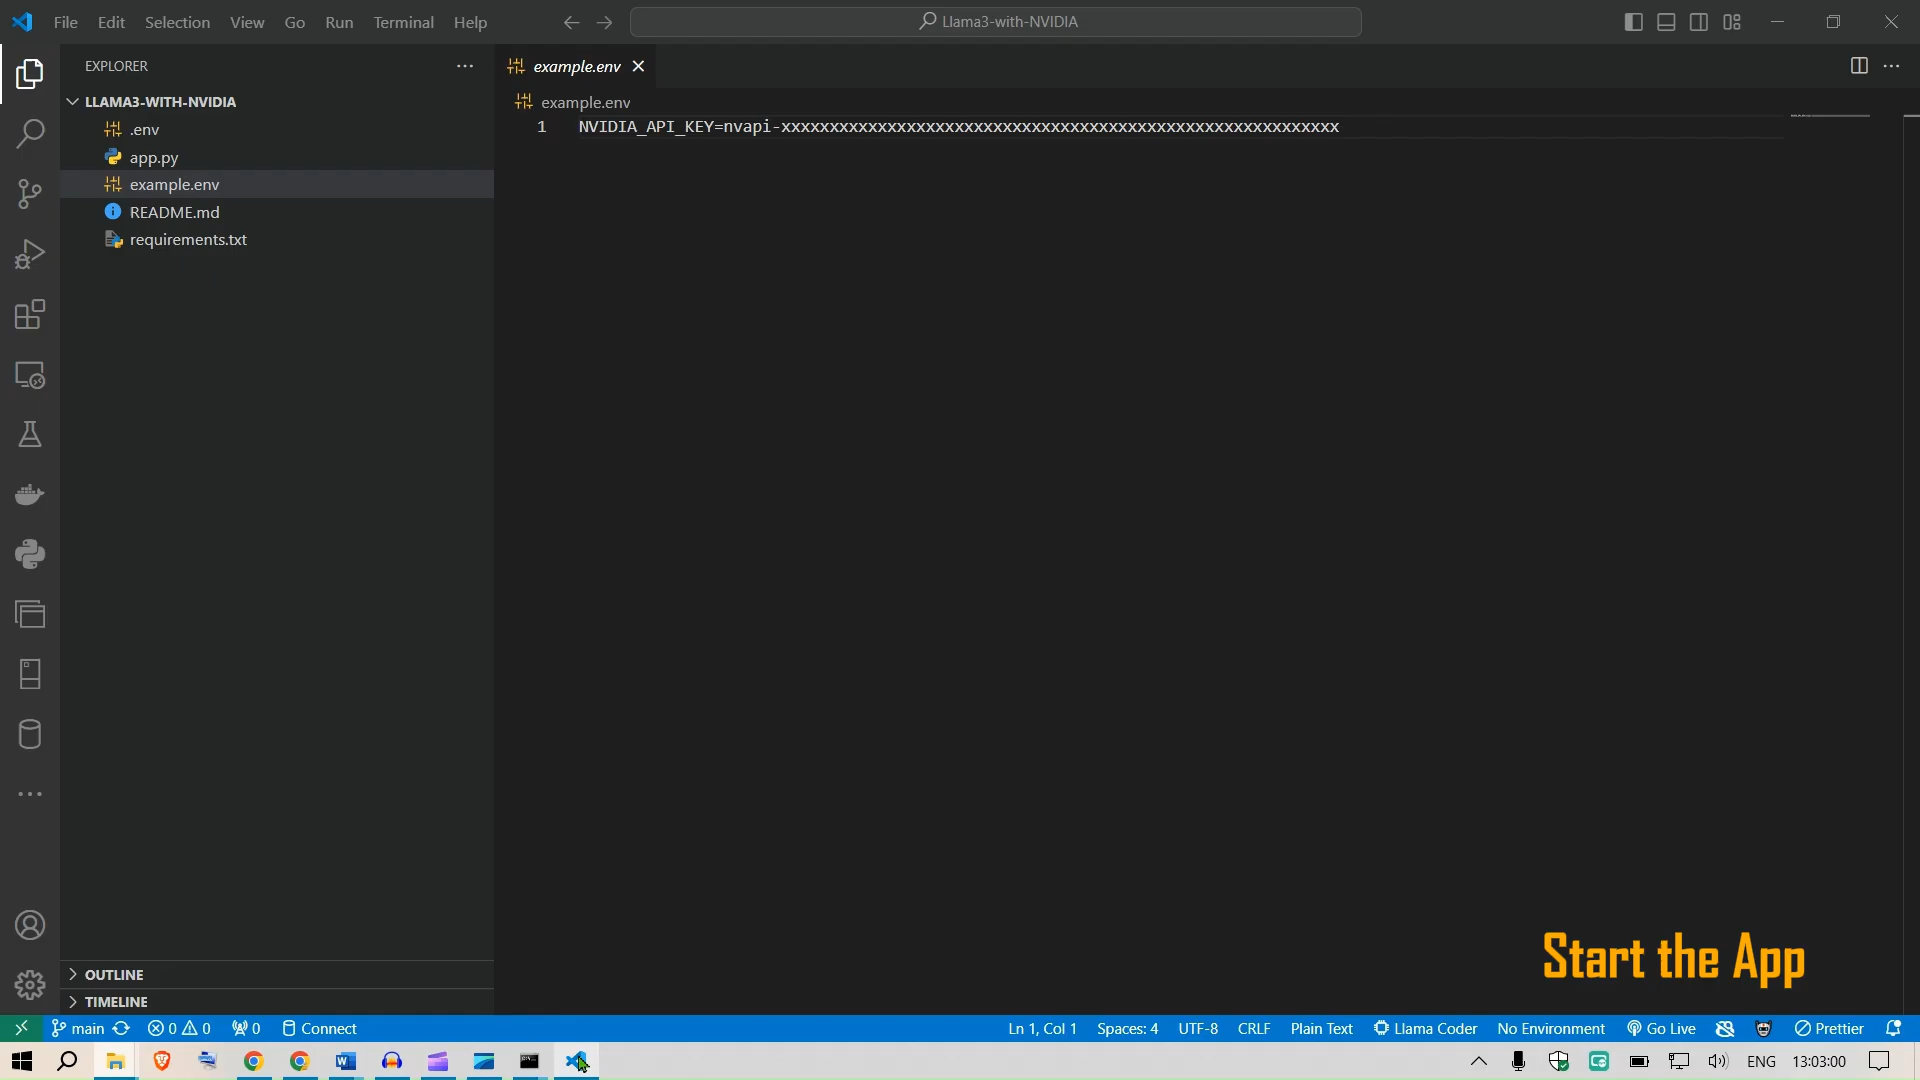 File Edit Selection View Go Run Terminal Help
Llama3-with-NVIDIA
EXPLORER
LLAMA3-WITH-NVIDIA
.env
app.py
example.env
README.md
requirements.txt
OUTLINE
TIMELINE
example.env
example.env
1 NVIDIA_API_KEY=nvapi-xxxxxxxxxxxxxxxxxxxxxxxxxxxxxxxxxxxxxxxxxxxxxxxxxxxxxxxxxx
Start the App
main 0 0 0 Connect
Ln 1, Col 1 Spaces: 4 UTF-8 CRLF Plain Text Llama Coder No Environment Go Live Prettier
ENG 13:03:00